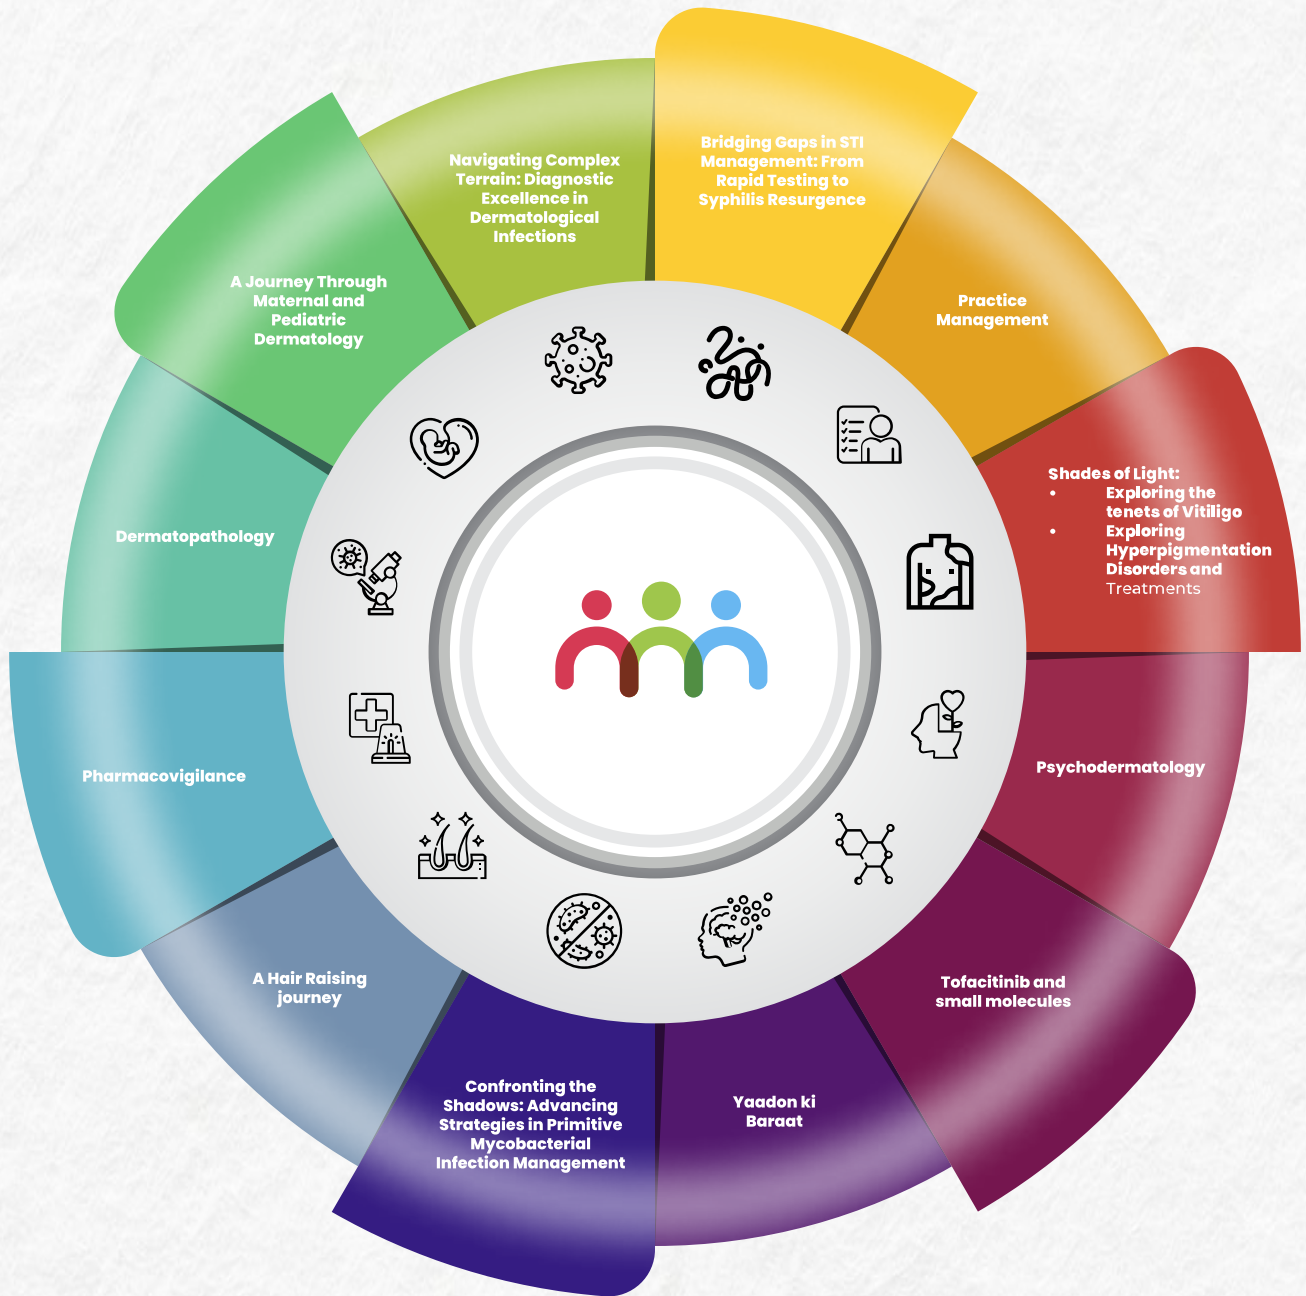 Bridging Gaps in STI
Management: From
Rapid Testing to
Syphilis Resurgence
Practice
Management
Shades of Light:
• Exploring the
tenets of Vitiligo
• Exploring
Hyperpigmentation
Disorders and
Treatments
Psychodermatology
Tofacitinib and
small molecules
Yaadon ki
Baraat
Confronting the
Shadows: Advancing
Strategies in Primitive
Mycobacterial
Infection Management
A Hair Raising
journey
Pharmacovigilance
Dermatopathology
A Journey Through
Maternal and
Pediatric
Dermatology
Navigating Complex
Terrain: Diagnostic
Excellence in
Dermatological
Infections